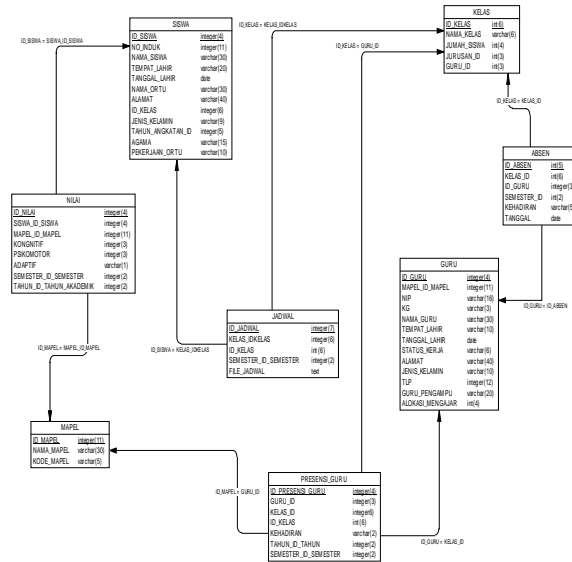 SISWA
ID_SISWA integer(4)
NO_INDUK integer(11)
NAMA_SISWA varchar(30)
TEMPAT_LAHIR varchar(20)
TANGGAL_LAHIR date
NAMA_ORTU varchar(30)
ALAMAT varchar(40)
ID_KELAS integer(6)
JENIS_KELAMIN varchar(9)
TAHUN_ANGKATAN_ID integer(5)
AGAMA varchar(15)
PEKERJAAN_ORTU varchar(10)
KELAS
ID_KELAS int(6)
NAMA_KELAS varchar(6)
JUMAH_SISWA int(4)
JURUSAN_ID int(3)
GURU_ID int(3)
ID_SISWA = SISWA_ID_SISWA
ID_KELAS = KELAS_IDKELAS
ID_KELAS = GURU_ID
ID_KELAS = KELAS_ID
ABSEN
ID_ABSEN int(5)
KELAS_ID int(6)
ID_GURU
SEMESTER_ID int(2)
KEHADIRAN
TANGGAL date
NILAI
ID_NILAI integer(4)
SISWA_ID_SISWA integer(4)
MAPEL_ID_MAPEL integer(11)
KONGNITIF integer(3)
PSIKOMOTOR integer(3)
ADAPTIF varchar(1)
SEMESTER_ID_SEMESTER integer(2)
TAHUN_ID_TAHUN_AKADEMIK integer(2)
GURU
ID_GURU integer(4)
MAPEL_ID_MAPEL integer(11)
NIP varchar(16)
KG varchar(3)
NAMA_GURU varchar(30)
TEMPAT_LAHIR varchar(10)
TANGGAL_LAHIR date
STATUS_KERJA varchar(6)
ALAMAT varchar(40)
JENIS_KELAMIN varchar(10)
TLP integer(12)
GURU_PENGAMPU varchar(20)
ALOKASI_MENGAJAR int(4)
ID_GURU = ID_ABSEN
JADWAL
ID_JADWAL integer(7)
KELAS_IDKELAS integer(6)
ID_KELAS int (6)
SEMESTER_ID_SEMESTER integer(2)
FILE_JADWAL text
ID_MAPEL = MAPEL_ID_MAPEL
ID_SISWA = KELAS_IDKELAS
MAPEL
ID_MAPEL integer(11)
NAMA_MAPEL varchar(30)
KODE_MAPEL varchar(5)
ID_MAPEL = GURU_ID
PRESENSI_GURU
ID_PRESENSI_GURU integer(4)
GURU_ID integer(3)
KELAS_ID integer6)
ID_KELAS int (6)
KEHADIRAN varchar(2)
TAHUN_ID_TAHUN integer(2)
SEMESTER_ID_SEMESTER integer(2)
ID_GURU = KELAS_ID